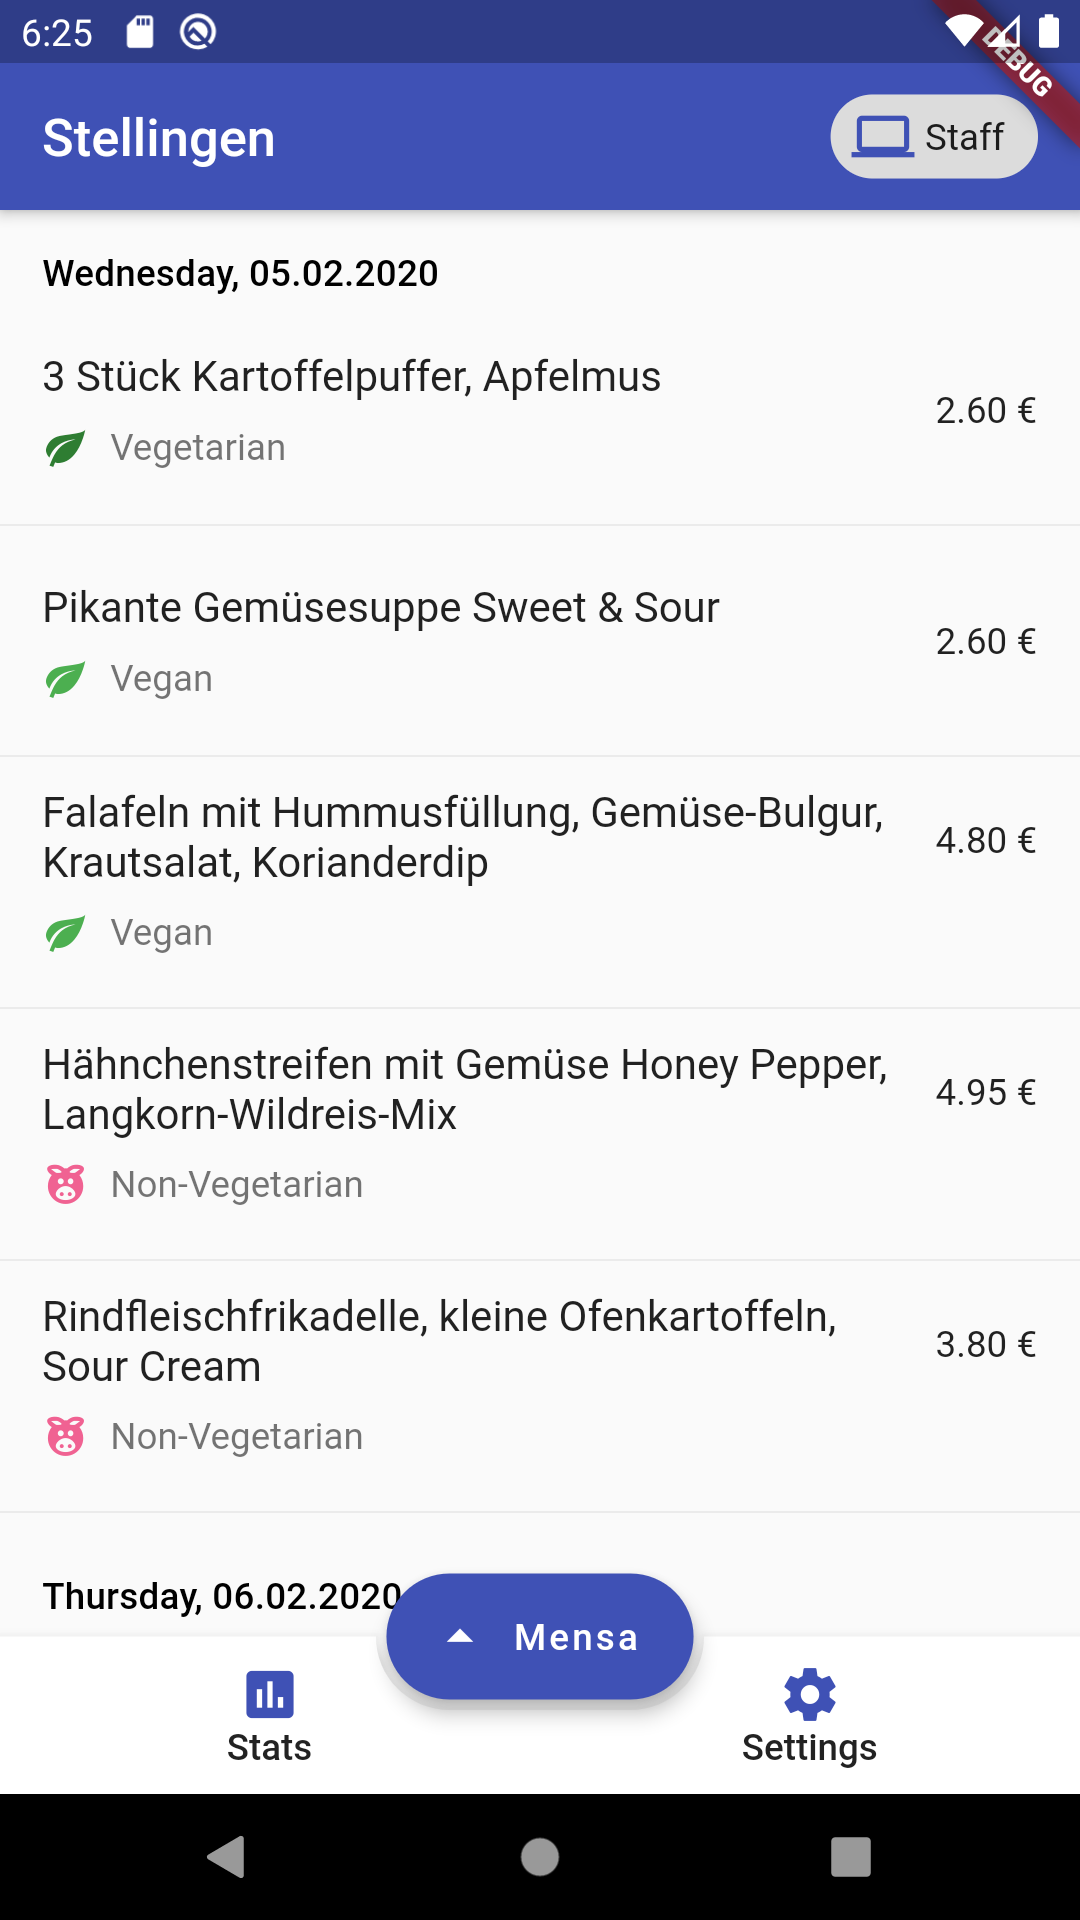 6:25
DEBUG
Stellingen
Staff
Wednesday, 05.02.2020
3 Stück Kartoffelpuffer, Apfelmus
2.60 €
Vegetarian
Pikante Gemüsesuppe Sweet & Sour
2.60 €
Vegan
Falafeln mit Hummusfüllung, Gemüse-Bulgur,
Krautsalat, Korianderdip
4.80 €
Vegan
Hähnchenstreifen mit Gemüse Honey Pepper,
Langkorn-Wildreis-Mix
4.95 €
Non-Vegetarian
Rindfleischfrikadelle, kleine Ofenkartoffeln,
Sour Cream
3.80 €
Non-Vegetarian
Thursday, 06.02.2020
Mensa
Stats
Settings